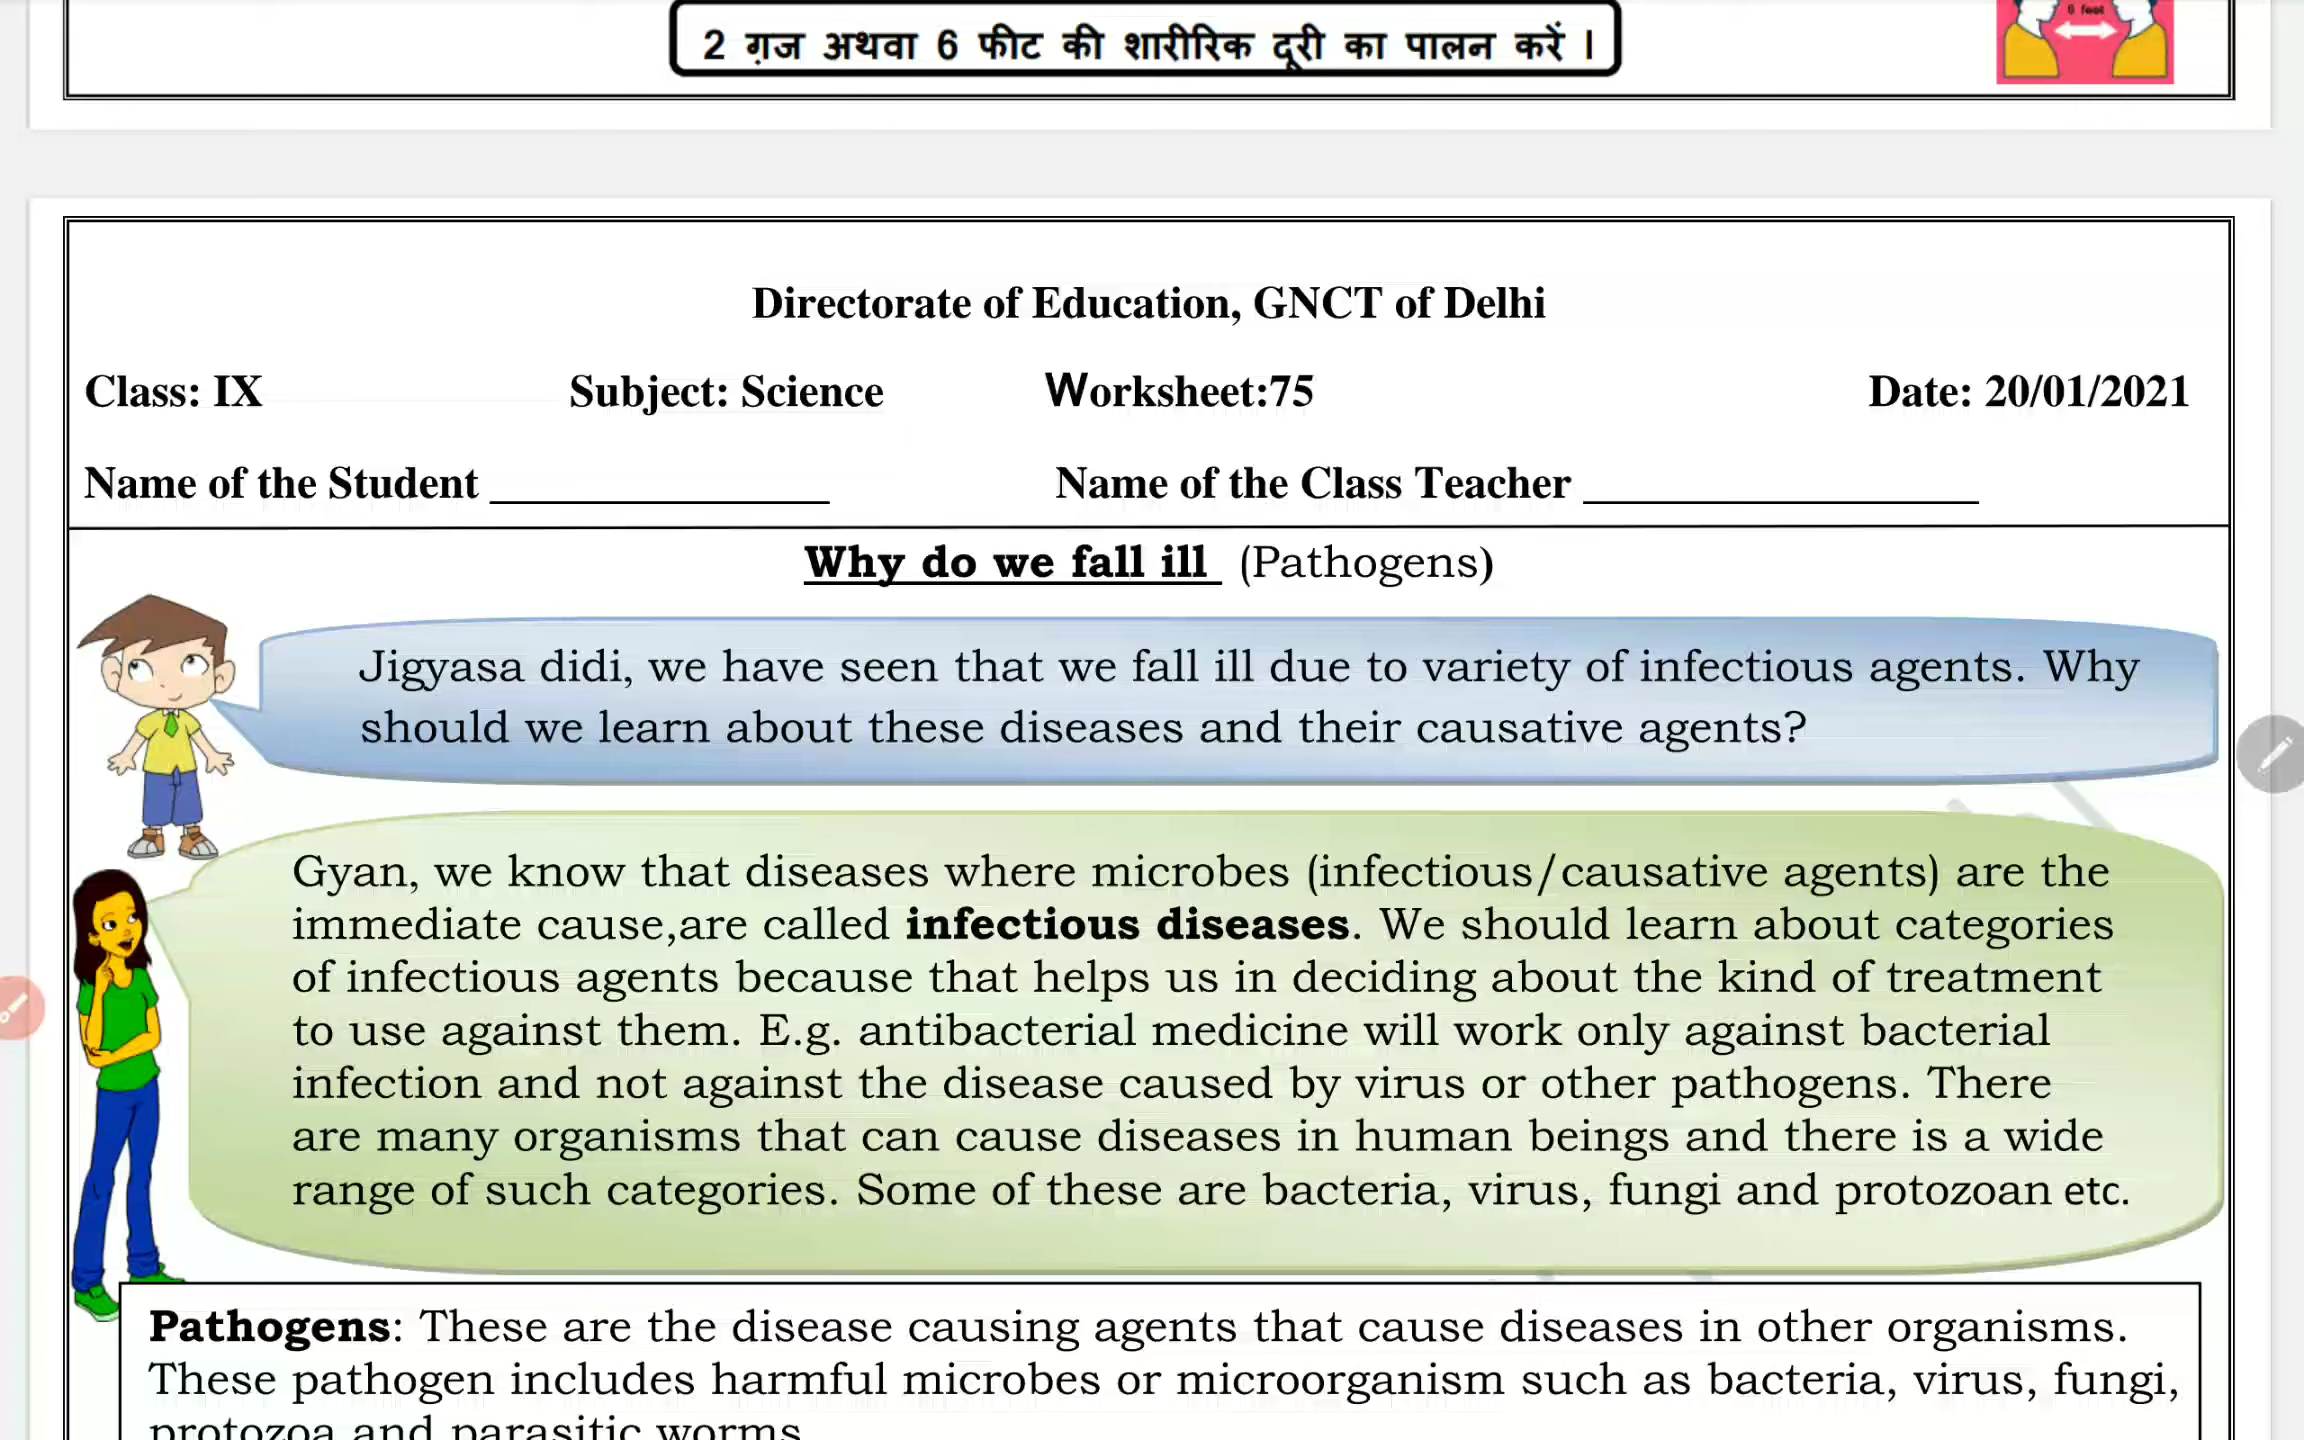 2 ग़ज अथवा 6 फीट की शारीरिक दूरी का पालन करें ।
6 feet
Directorate of Education, GNCT of Delhi
Class: IX Subject: Science Worksheet:75 Date: 20/01/2021
Name of the Student _______________ Name of the Class Teacher _________________
Why do we fall ill (Pathogens)
Jigyasa didi, we have seen that we fall ill due to variety of infectious agents. Why
should we learn about these diseases and their causative agents?
Gyan, we know that diseases where microbes (infectious/causative agents) are the
immediate cause,are called infectious diseases. We should learn about categories
of infectious agents because that helps us in deciding about the kind of treatment
to use against them. E.g. antibacterial medicine will work only against bacterial
infection and not against the disease caused by virus or other pathogens. There
are many organisms that can cause diseases in human beings and there is a wide
range of such categories. Some of these are bacteria, virus, fungi and protozoan etc.
Pathogens: These are the disease causing agents that cause diseases in other organisms.
These pathogen includes harmful microbes or microorganism such as bacteria, virus, fungi,
protozoa and parasitic worms